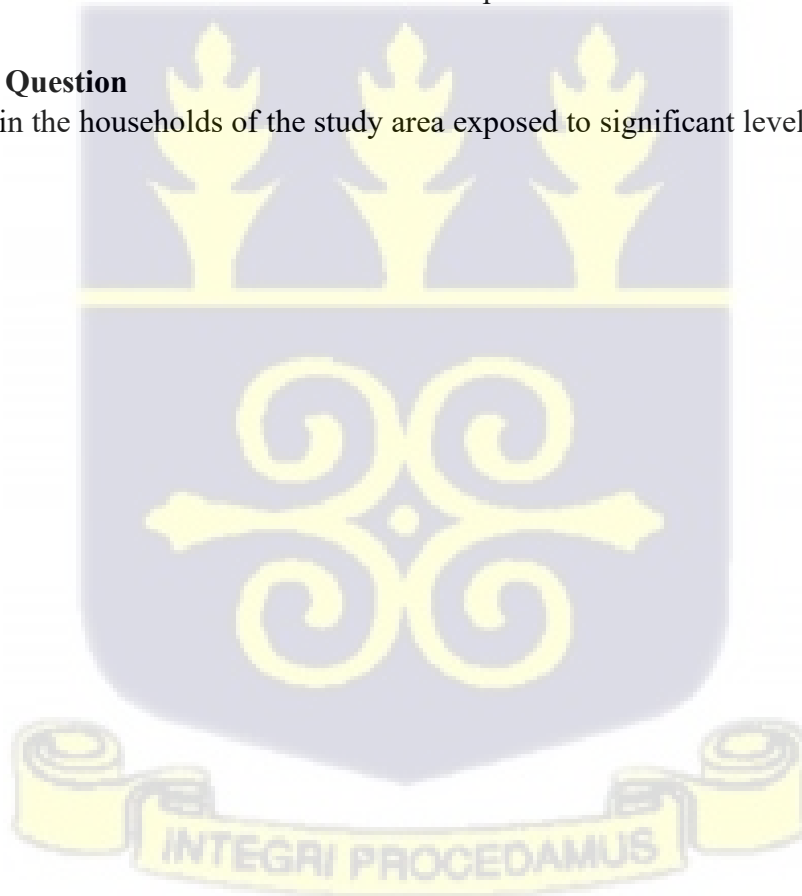 Question
in the households of the study area exposed to significant level
INTEGRI PROCEDAMUS